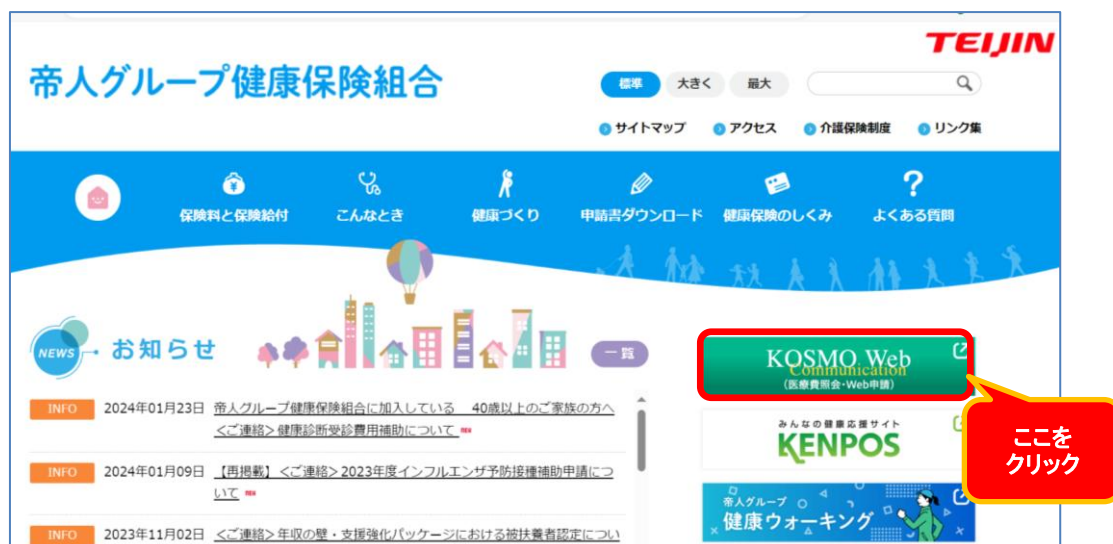 TEIJIN
帝人グループ健康保険組合
標準 大きく 最大
サイトマップ アクセス 介護保険制度 リンク集
保険料と保険給付 こんなとき 健康づくり 申請書ダウンロード 健康保険のしくみ よくある質問
NEWS お知らせ 一覧
INFO 2024年01月23日 帝人グループ健康保険組合に加入している 40歳以上のご家族の方へ
<ご連絡>健康診断受診費用補助について NEW
INFO 2024年01月09日 【再掲載】<ご連絡>2023年度インフルエンザ予防接種補助申請につ
いて NEW
INFO 2023年11月02日 <ご連絡>年収の壁・支援強化パッケージにおける被扶養者認定につい
KOSMO Web
Communication
(医療費照会・Web申請)
みんなの健康応援サイト
KENPOS
帝人グループ
健康ウォーキング
ここを
クリック